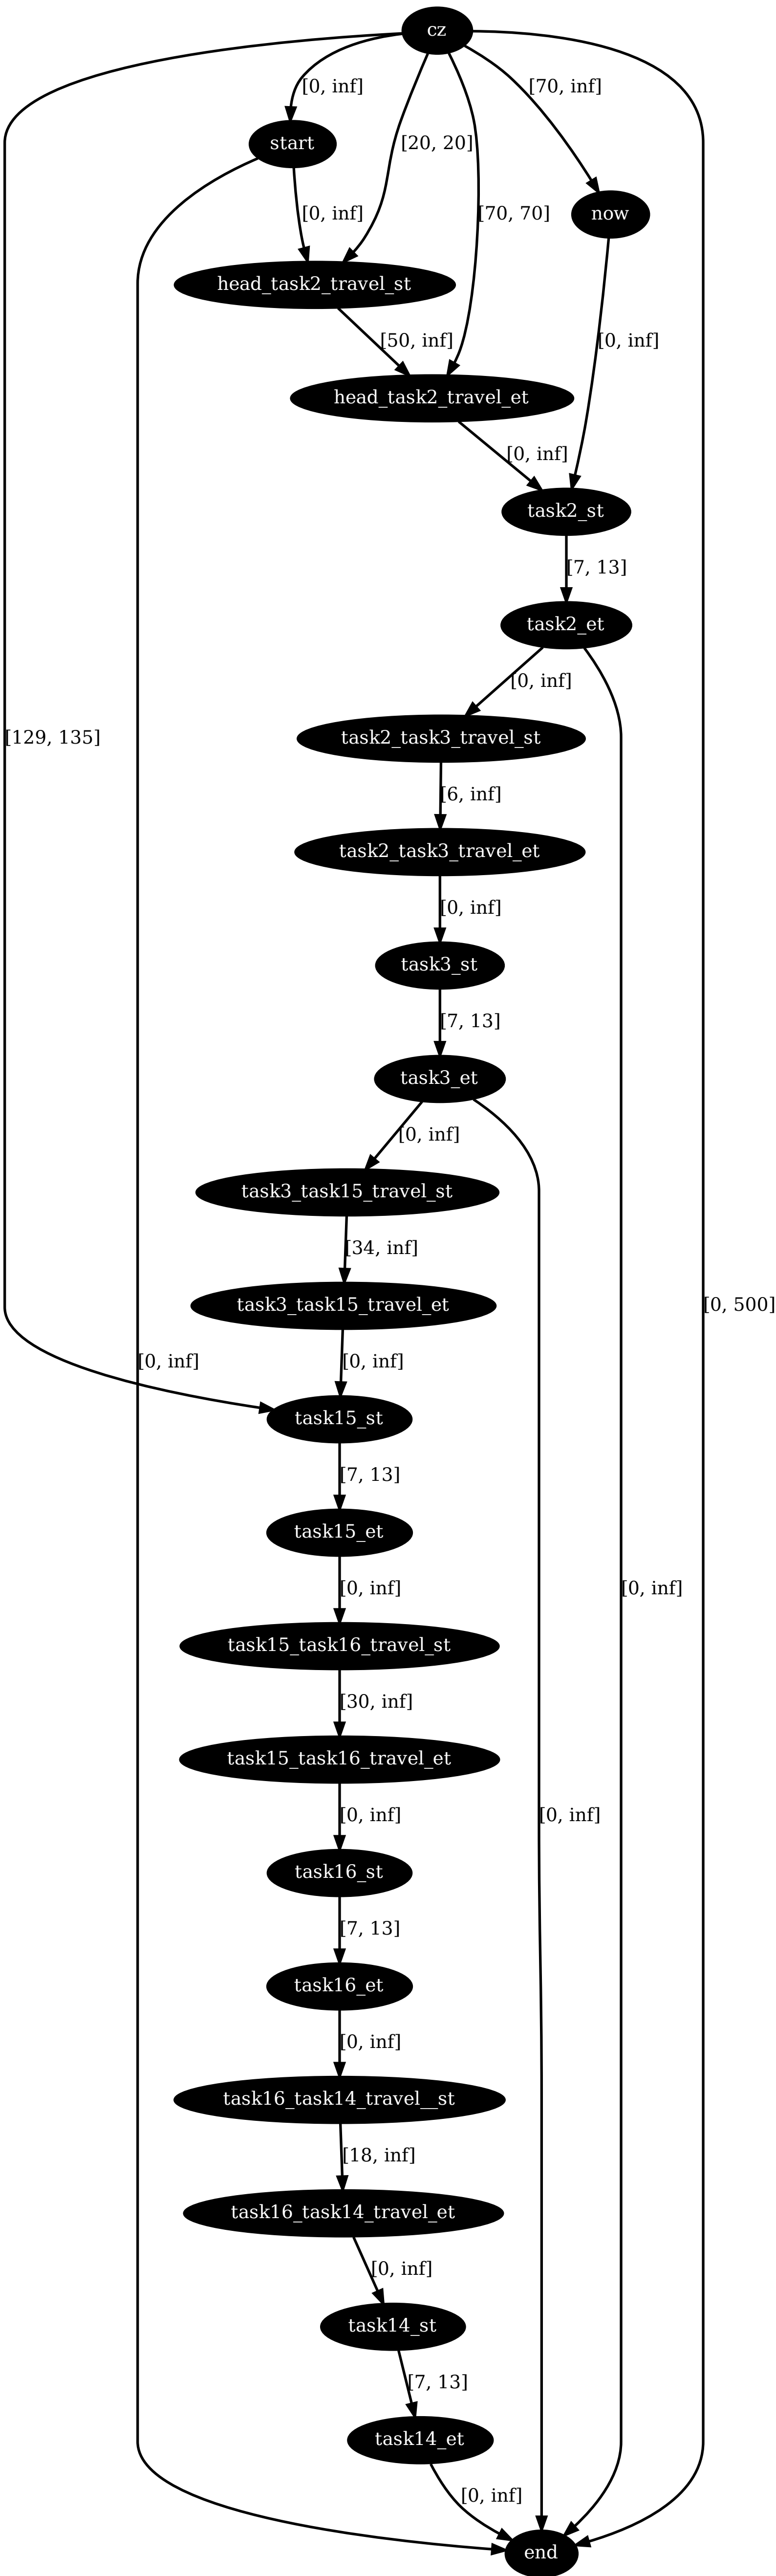 cz
[0, inf]
[70, inf]
start
[20, 20]
[0, inf]
[70, 70]
now
head_task2_travel_st
[50, inf]
[0, inf]
head_task2_travel_et
[0, inf]
task2_st
[7, 13]
task2_et
[0, inf]
[129, 135]
task2_task3_travel_st
[6, inf]
task2_task3_travel_et
[0, inf]
task3_st
[7, 13]
task3_et
[0, inf]
task3_task15_travel_st
[34, inf]
task3_task15_travel_et
[0, 500]
[0, inf]
[0, inf]
task15_st
[7, 13]
task15_et
[0, inf]
[0, inf]
task15_task16_travel_st
[30, inf]
task15_task16_travel_et
[0, inf]
[0, inf]
task16_st
[7, 13]
task16_et
[0, inf]
task16_task14_travel__st
[18, inf]
task16_task14_travel_et
[0, inf]
task14_st
[7, 13]
task14_et
[0, inf]
end